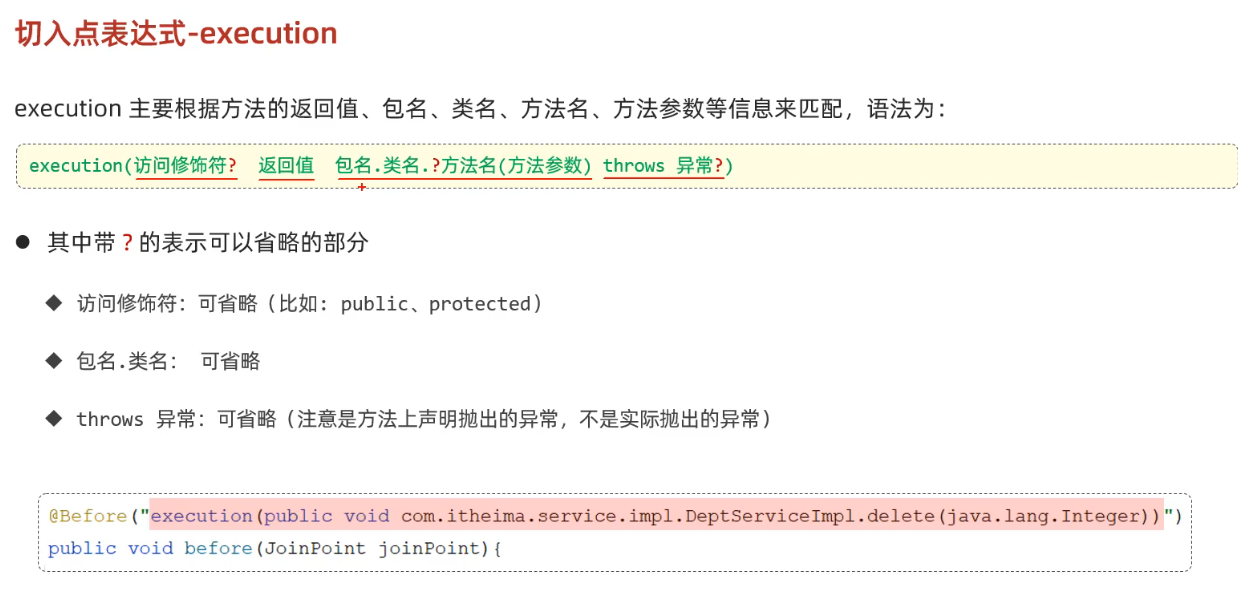 切入点表达式-execution
execution 主要根据方法的返回值、包名、类名、方法名、方法参数等信息来匹配，语法为：
execution(访问修饰符? 返回值 包名.类名.?方法名(方法参数) throws 异常?)
● 其中带 ? 的表示可以省略的部分
◆ 访问修饰符：可省略（比如: public、protected）
◆ 包名.类名： 可省略
◆ throws 异常：可省略（注意是方法上声明抛出的异常，不是实际抛出的异常）
@Before("execution(public void com.itheima.service.impl.DeptServiceImpl.delete(java.lang.Integer))")
public void before(JoinPoint joinPoint){